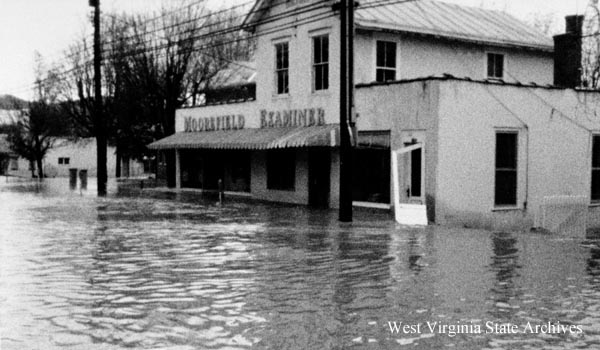 MOOREFIELD EXAMINER
West Virginia State Archives